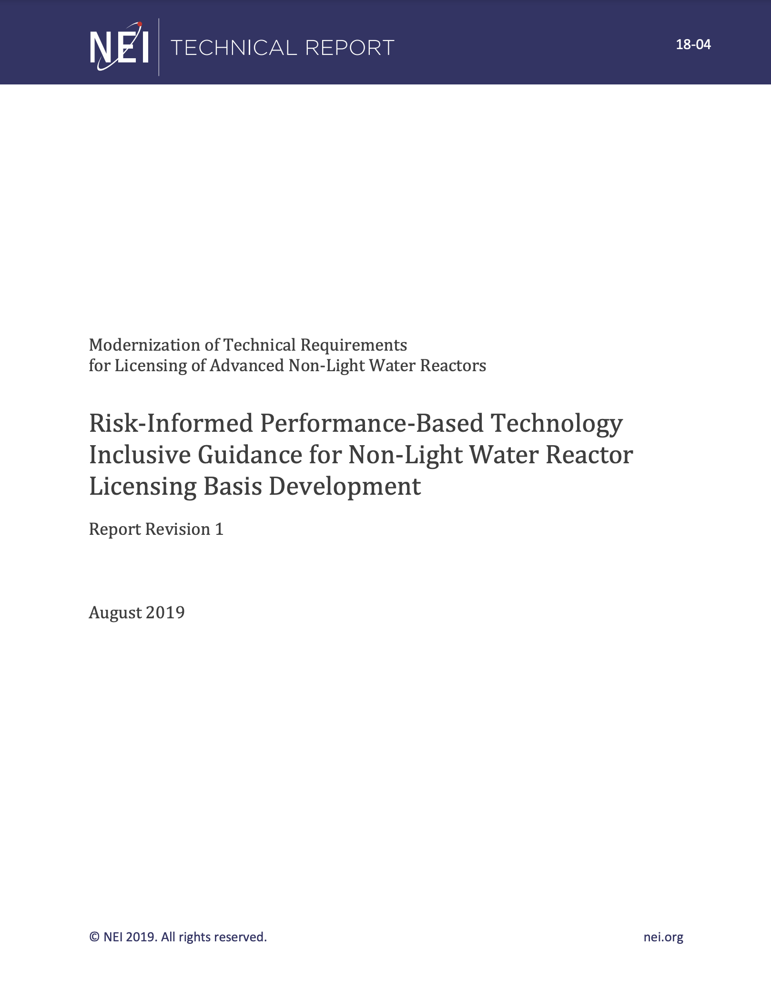 NEI
TECHNICAL REPORT
18-04
Modernization of Technical Requirements
for Licensing of Advanced Non-Light Water Reactors
Risk-Informed Performance-Based Technology
Inclusive Guidance for Non-Light Water Reactor
Licensing Basis Development
Report Revision 1
August 2019
© NEI 2019. All rights reserved.
nei.org